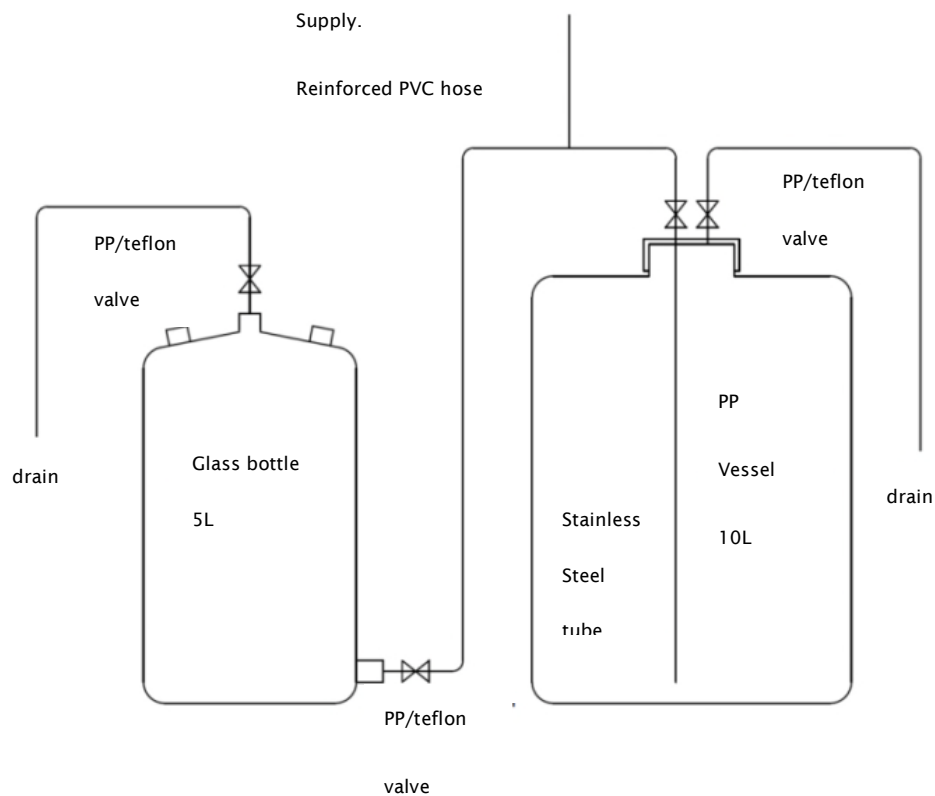 Supply.
Reinforced PVC hose
PP/teflon
valve
PP/teflon
valve
Glass bottle
5L
drain
PP
Vessel
10L
Stainless
Steel
tube
drain
PP/teflon
valve